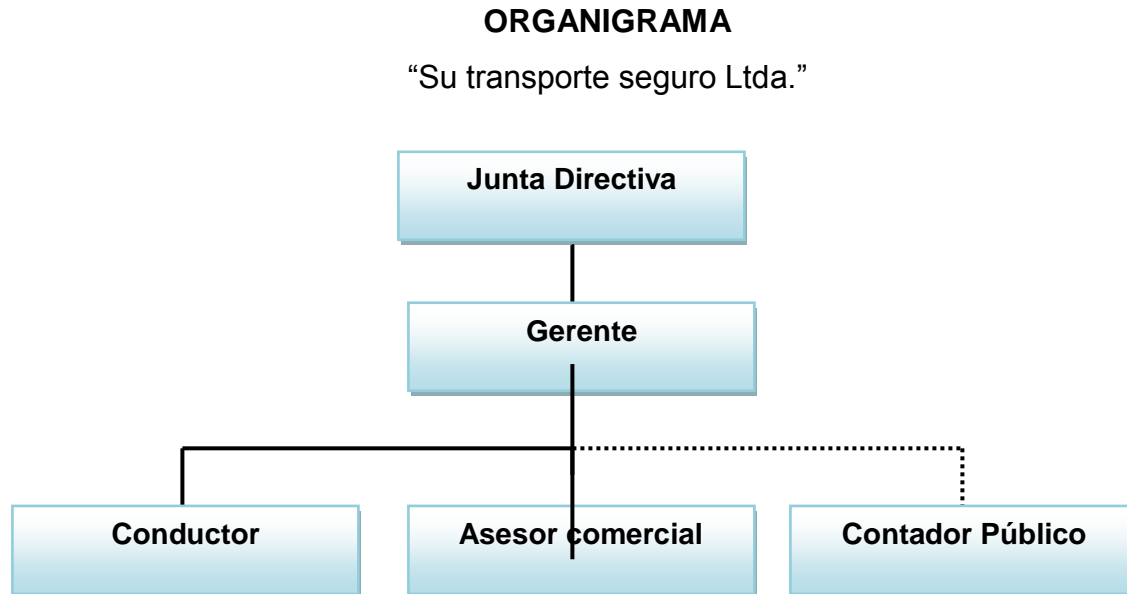 ORGANIGRAMA
“Su transporte seguro Ltda.”
Junta Directiva
Gerente
Conductor
Asesor comercial
Contador Público